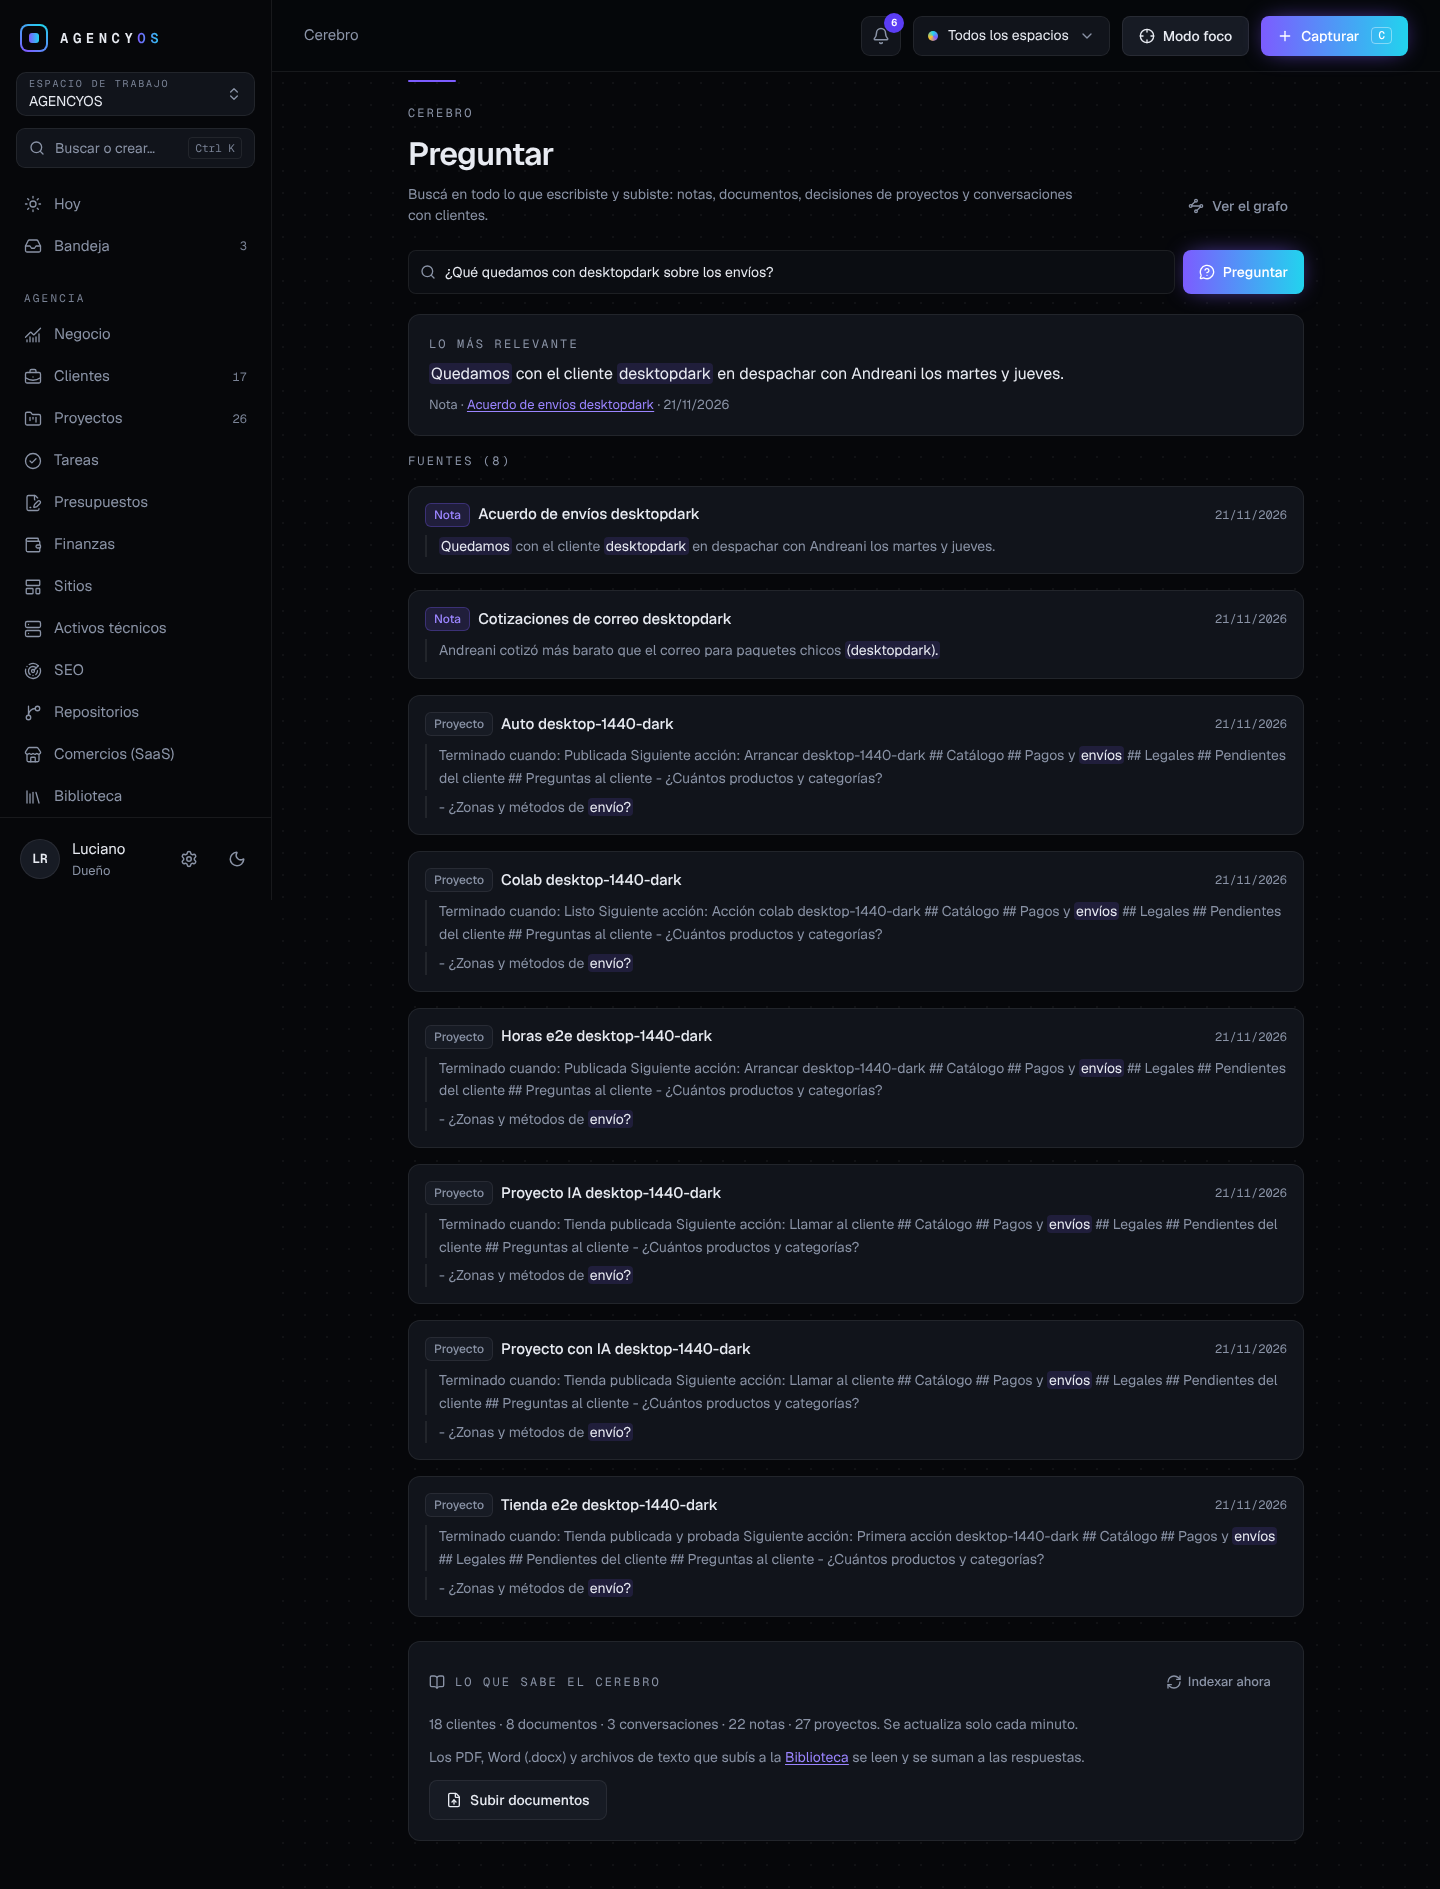 AGENCYOS
ESPACIO DE TRABAJO
AGENCYOS
Buscar o crear...
Ctrl K
Hoy
Bandeja
3
AGENCIA
Negocio
Clientes
17
Proyectos
26
Tareas
Presupuestos
Finanzas
Sitios
Activos técnicos
SEO
Repositorios
Comercios (SaaS)
Biblioteca
LR
Luciano
Dueño
Cerebro
6
Todos los espacios
Modo foco
Capturar
C
CEREBRO
Preguntar
Buscá en todo lo que escribiste y subiste: notas, documentos, decisiones de proyectos y conversaciones
con clientes.
Ver el grafo
¿Qué quedamos con desktopdark sobre los envíos?
Preguntar
LO MÁS RELEVANTE
Quedamos con el cliente desktopdark en despachar con Andreani los martes y jueves.
Nota · Acuerdo de envíos desktopdark · 21/11/2026
FUENTES (8)
Nota Acuerdo de envíos desktopdark 21/11/2026
Quedamos con el cliente desktopdark en despachar con Andreani los martes y jueves.
Nota Cotizaciones de correo desktopdark 21/11/2026
Andreani cotizó más barato que el correo para paquetes chicos (desktopdark).
Proyecto Auto desktop-1440-dark 21/11/2026
Terminado cuando: Publicada Siguiente acción: Arrancar desktop-1440-dark ## Catálogo ## Pagos y envíos ## Legales ## Pendientes
del cliente ## Preguntas al cliente - ¿Cuántos productos y categorías?
- ¿Zonas y métodos de envío?
Proyecto Colab desktop-1440-dark 21/11/2026
Terminado cuando: Listo Siguiente acción: Acción colab desktop-1440-dark ## Catálogo ## Pagos y envíos ## Legales ## Pendientes
del cliente ## Preguntas al cliente - ¿Cuántos productos y categorías?
- ¿Zonas y métodos de envío?
Proyecto Horas e2e desktop-1440-dark 21/11/2026
Terminado cuando: Publicada Siguiente acción: Arrancar desktop-1440-dark ## Catálogo ## Pagos y envíos ## Legales ## Pendientes
del cliente ## Preguntas al cliente - ¿Cuántos productos y categorías?
- ¿Zonas y métodos de envío?
Proyecto Proyecto IA desktop-1440-dark 21/11/2026
Terminado cuando: Tienda publicada Siguiente acción: Llamar al cliente ## Catálogo ## Pagos y envíos ## Legales ## Pendientes del
cliente ## Preguntas al cliente - ¿Cuántos productos y categorías?
- ¿Zonas y métodos de envío?
Proyecto Proyecto con IA desktop-1440-dark 21/11/2026
Terminado cuando: Tienda publicada Siguiente acción: Llamar al cliente ## Catálogo ## Pagos y envíos ## Legales ## Pendientes del
cliente ## Preguntas al cliente - ¿Cuántos productos y categorías?
- ¿Zonas y métodos de envío?
Proyecto Tienda e2e desktop-1440-dark 21/11/2026
Terminado cuando: Tienda publicada y probada Siguiente acción: Primera acción desktop-1440-dark ## Catálogo ## Pagos y envíos
## Legales ## Pendientes del cliente ## Preguntas al cliente - ¿Cuántos productos y categorías?
- ¿Zonas y métodos de envío?
LO QUE SABE EL CEREBRO
Indexar ahora
18 clientes · 8 documentos · 3 conversaciones · 22 notas · 27 proyectos. Se actualiza solo cada minuto.
Los PDF, Word (.docx) y archivos de texto que subís a la Biblioteca se leen y se suman a las respuestas.
Subir documentos